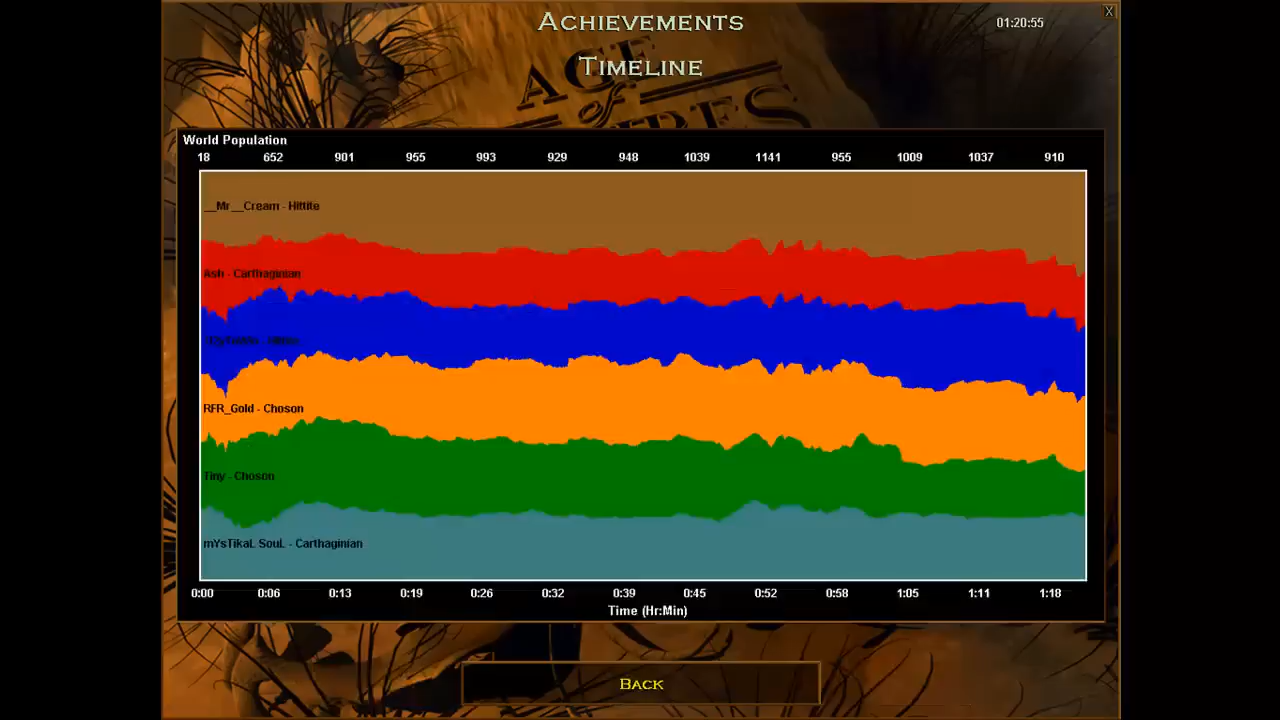 Achievements
01:20:55
X
Timeline
AGE
of
World Population
18 652 901 955 993 929 948 1039 1141 955 1009 1037 910
__Mr__Cream - Hittite
Ash - Carthaginian
- Hittite
RFR_Gold - Choson
Tiny - Choson
mYsTikaL SouL - Carthaginian
0:00 0:06 0:13 0:19 0:26 0:32 0:39 0:45 0:52 0:58 1:05 1:11 1:18
Time (Hr:Min)
Back